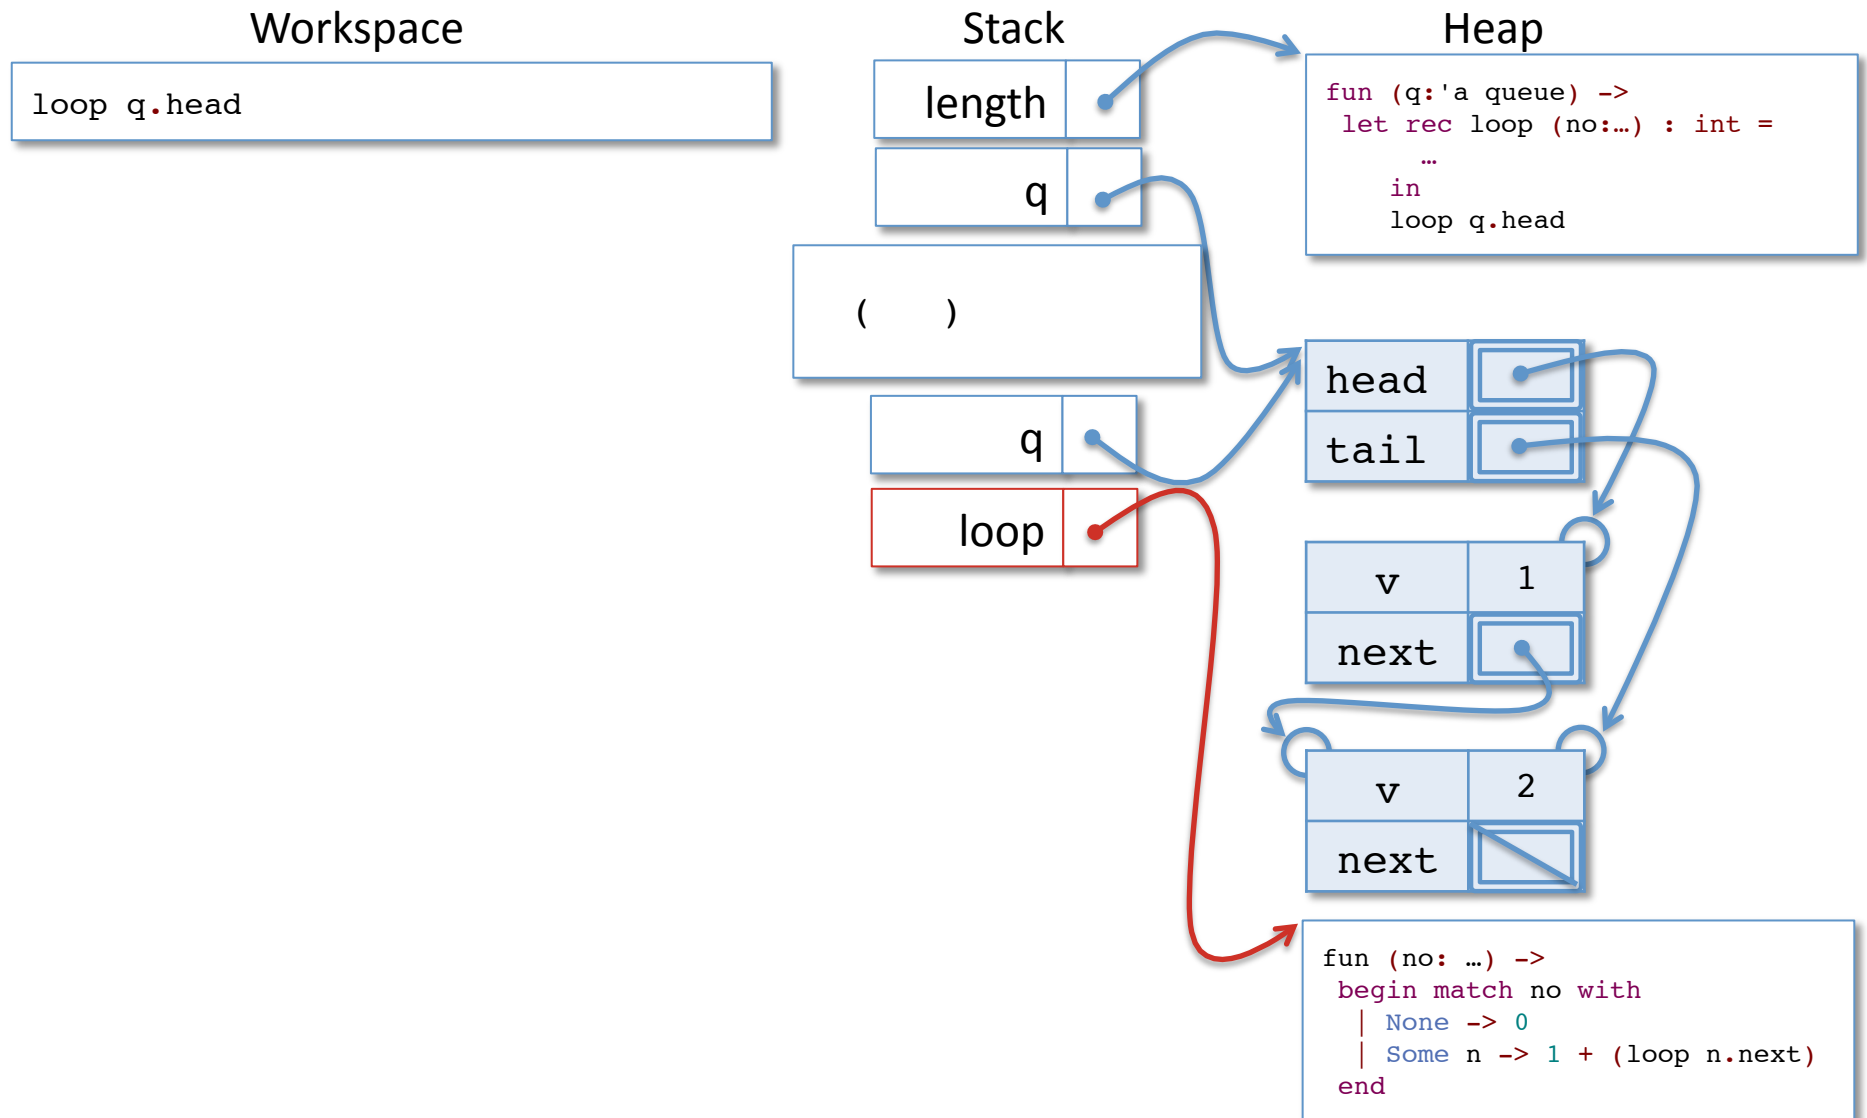 Workspace
loop q.head
Stack
length
q
(    )
q
loop
Heap
fun (q:'a queue) ->
let rec loop (no:…) : int =
…
in
loop q.head
head
tail
v 1
next
v 2
next
fun (no: …) ->
begin match no with
| None -> 0
| Some n -> 1 + (loop n.next)
end